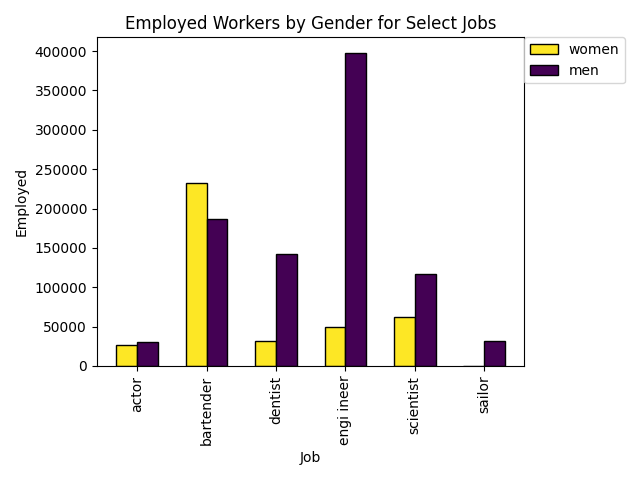 Employed Workers by Gender for Select Jobs
women
men
400000
350000
300000
250000
200000
150000
100000
50000
0
Employed
actor
bartender
dentist
engi ineer
scientist
sailor
Job